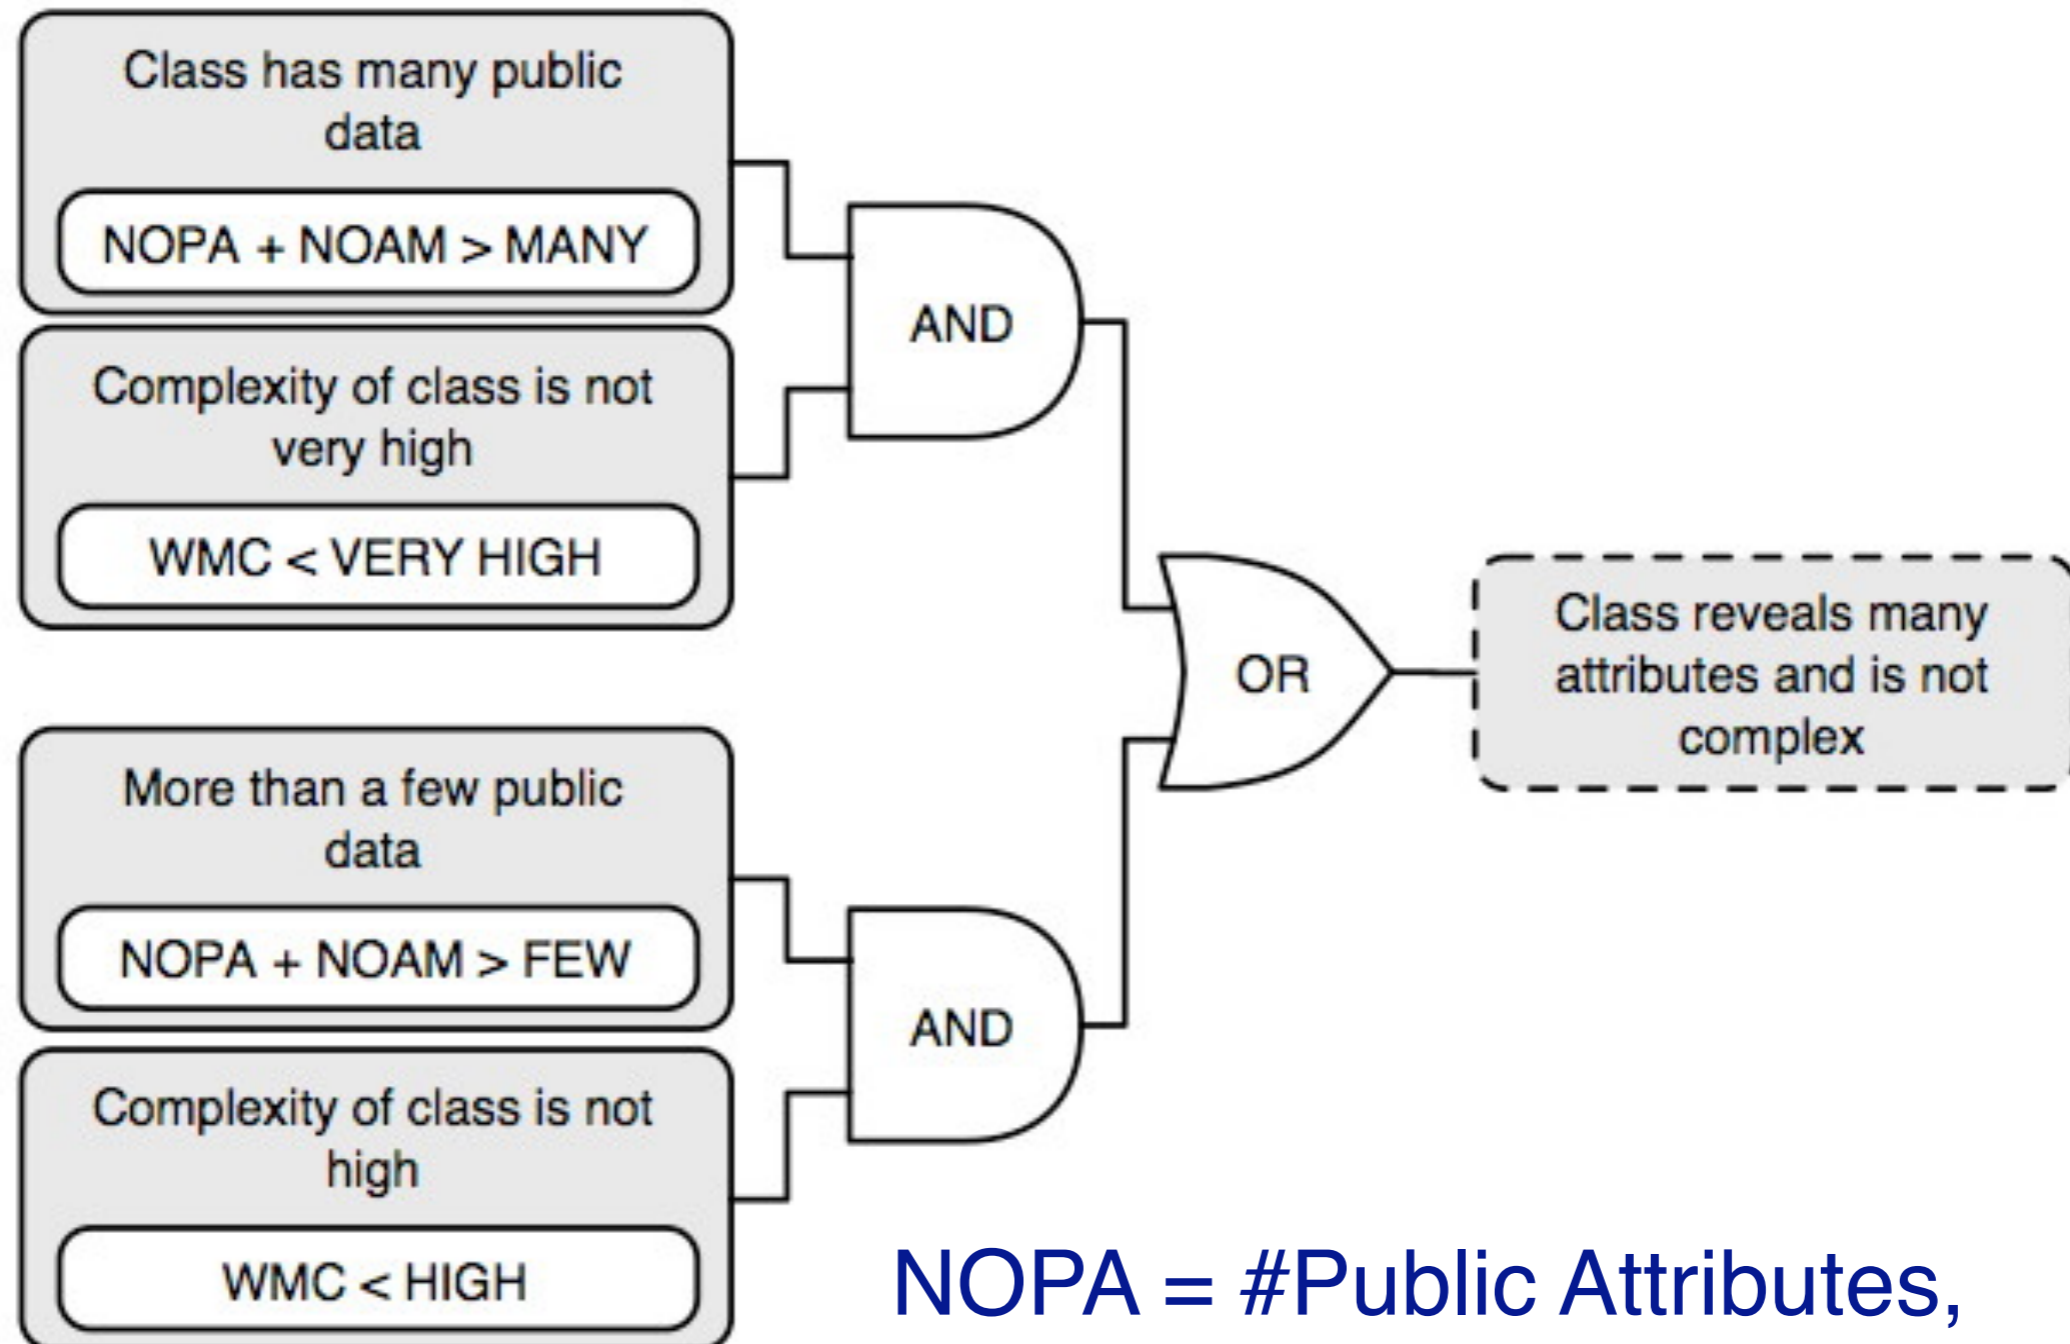 Class has many public
data
NOPA + NOAM > MANY
Complexity of class is not
very high
WMC < VERY HIGH
AND
More than a few public
data
NOPA + NOAM > FEW
Complexity of class is not
high
WMC < HIGH
AND
OR
Class reveals many
attributes and is not
complex
NOPA = #Public Attributes,